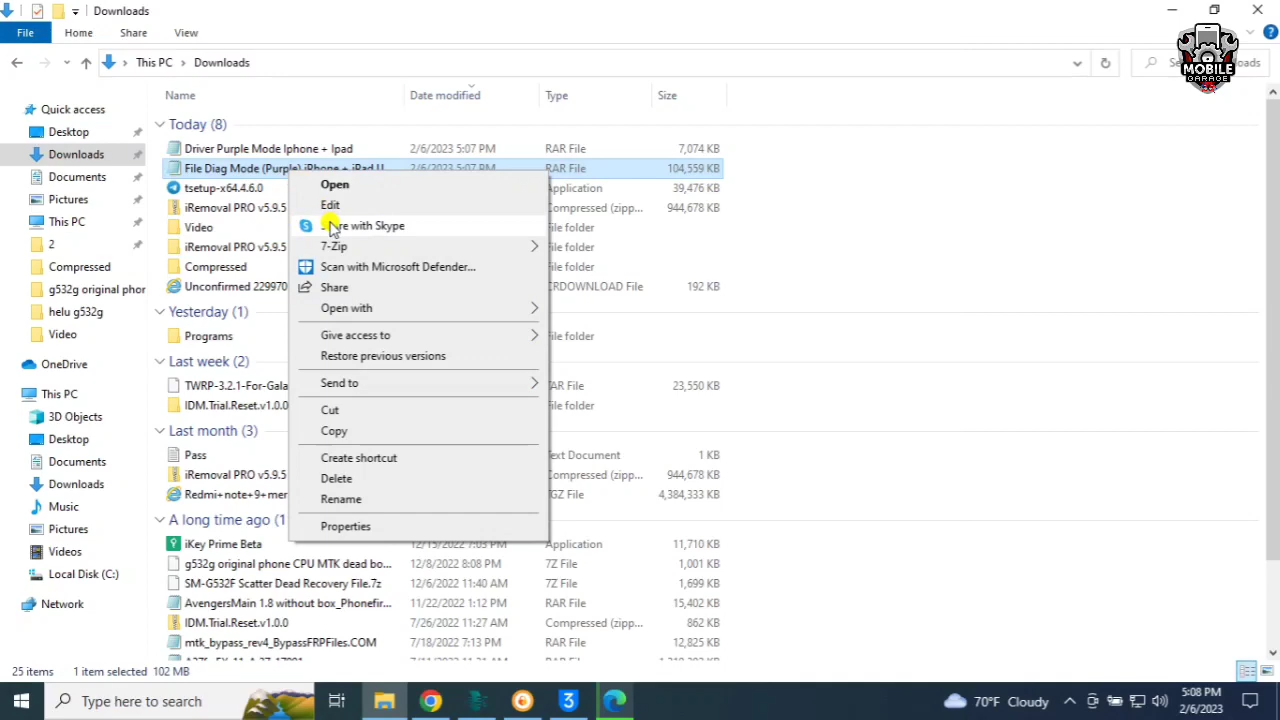 Downloads
File
Home
Share
View
This PC
Downloads
MOBILE
GARAGE
Name
Date modified
Type
Size
Quick access
Desktop
Downloads
Documents
Pictures
This PC
2
Compressed
g532g original phor
helu g532g
Video
OneDrive
This PC
3D Objects
Desktop
Documents
Downloads
Music
Pictures
Videos
Local Disk (C:)
Network
Today (8)
Driver Purple Mode Iphone + Ipad 2/6/2023 5:07 PM RAR File 7,074 KB
File Diag Mode (Purple) iPhone + iPad U 2/6/2023 5:07 PM RAR File 104,559 KB
tsetup-x64.4.6.0 Application 39,476 KB
iRemoval PRO v5.9.5 Compressed (zipp... 944,678 KB
Video File folder
iRemoval PRO v5.9.5 File folder
Compressed File folder
Unconfirmed 229970 CRDOWNLOAD File 192 KB
Yesterday (1)
Programs File folder
Last week (2)
TWRP-3.2.1-For-Gala TAR File 23,550 KB
IDM.Trial.Reset.v1.0.0 File folder
Last month (3)
Pass Text Document 1 KB
iRemoval PRO v5.9.5 Compressed (zipp... 944,678 KB
Redmi+note+9+mer TGZ File 4,384,333 KB
A long time ago (1
iKey Prime Beta 12/15/2022 7:03 PM Application 11,710 KB
g532g original phone CPU MTK dead bo... 12/8/2022 8:08 PM 7Z File 1,001 KB
SM-G532F Scatter Dead Recovery File.7z 12/6/2022 11:40 AM 7Z File 1,699 KB
AvengersMain 1.8 without box_Phonefir... 11/22/2022 1:12 PM RAR File 15,402 KB
IDM.Trial.Reset.v1.0.0 7/26/2022 11:27 AM Compressed (zipp... 862 KB
mtk_bypass_rev4_BypassFRPFiles.COM 7/18/2022 7:13 PM RAR File 12,825 KB
Open
Edit
with Skype
7-Zip
Scan with Microsoft Defender...
Share
Open with
Give access to
Restore previous versions
Send to
Cut
Copy
Create shortcut
Delete
Rename
Properties
25 items 1 item selected 102 MB
Type here to search
70°F Cloudy
5:08 PM
2/6/2023